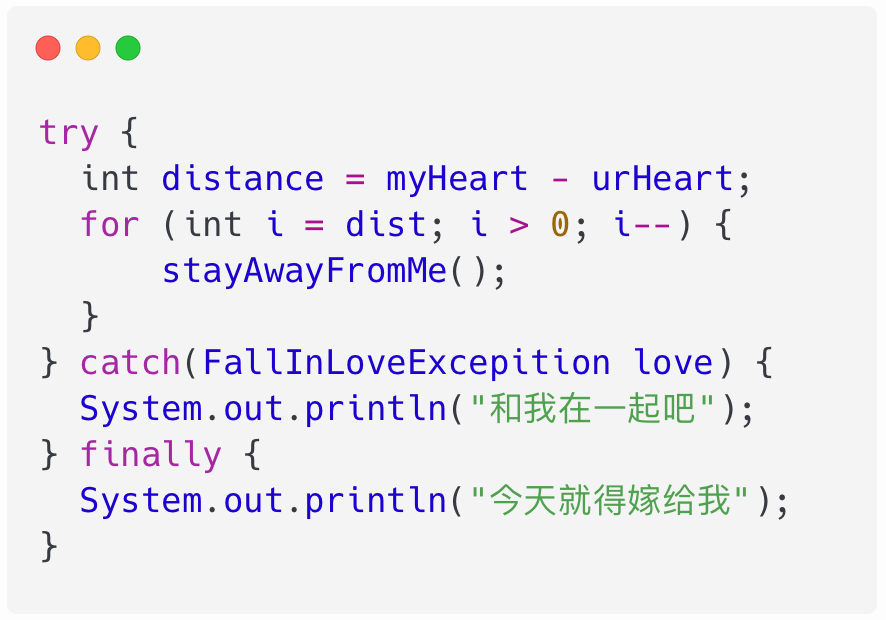 try {
  int distance = myHeart - urHeart;
  for (int i = dist; i > 0; i--) {
      stayAwayFromMe();
  }
} catch(FallInLoveExcepition love) {
  System.out.println("和我在一起吧");
} finally {
  System.out.println("今天就得嫁给我");
}